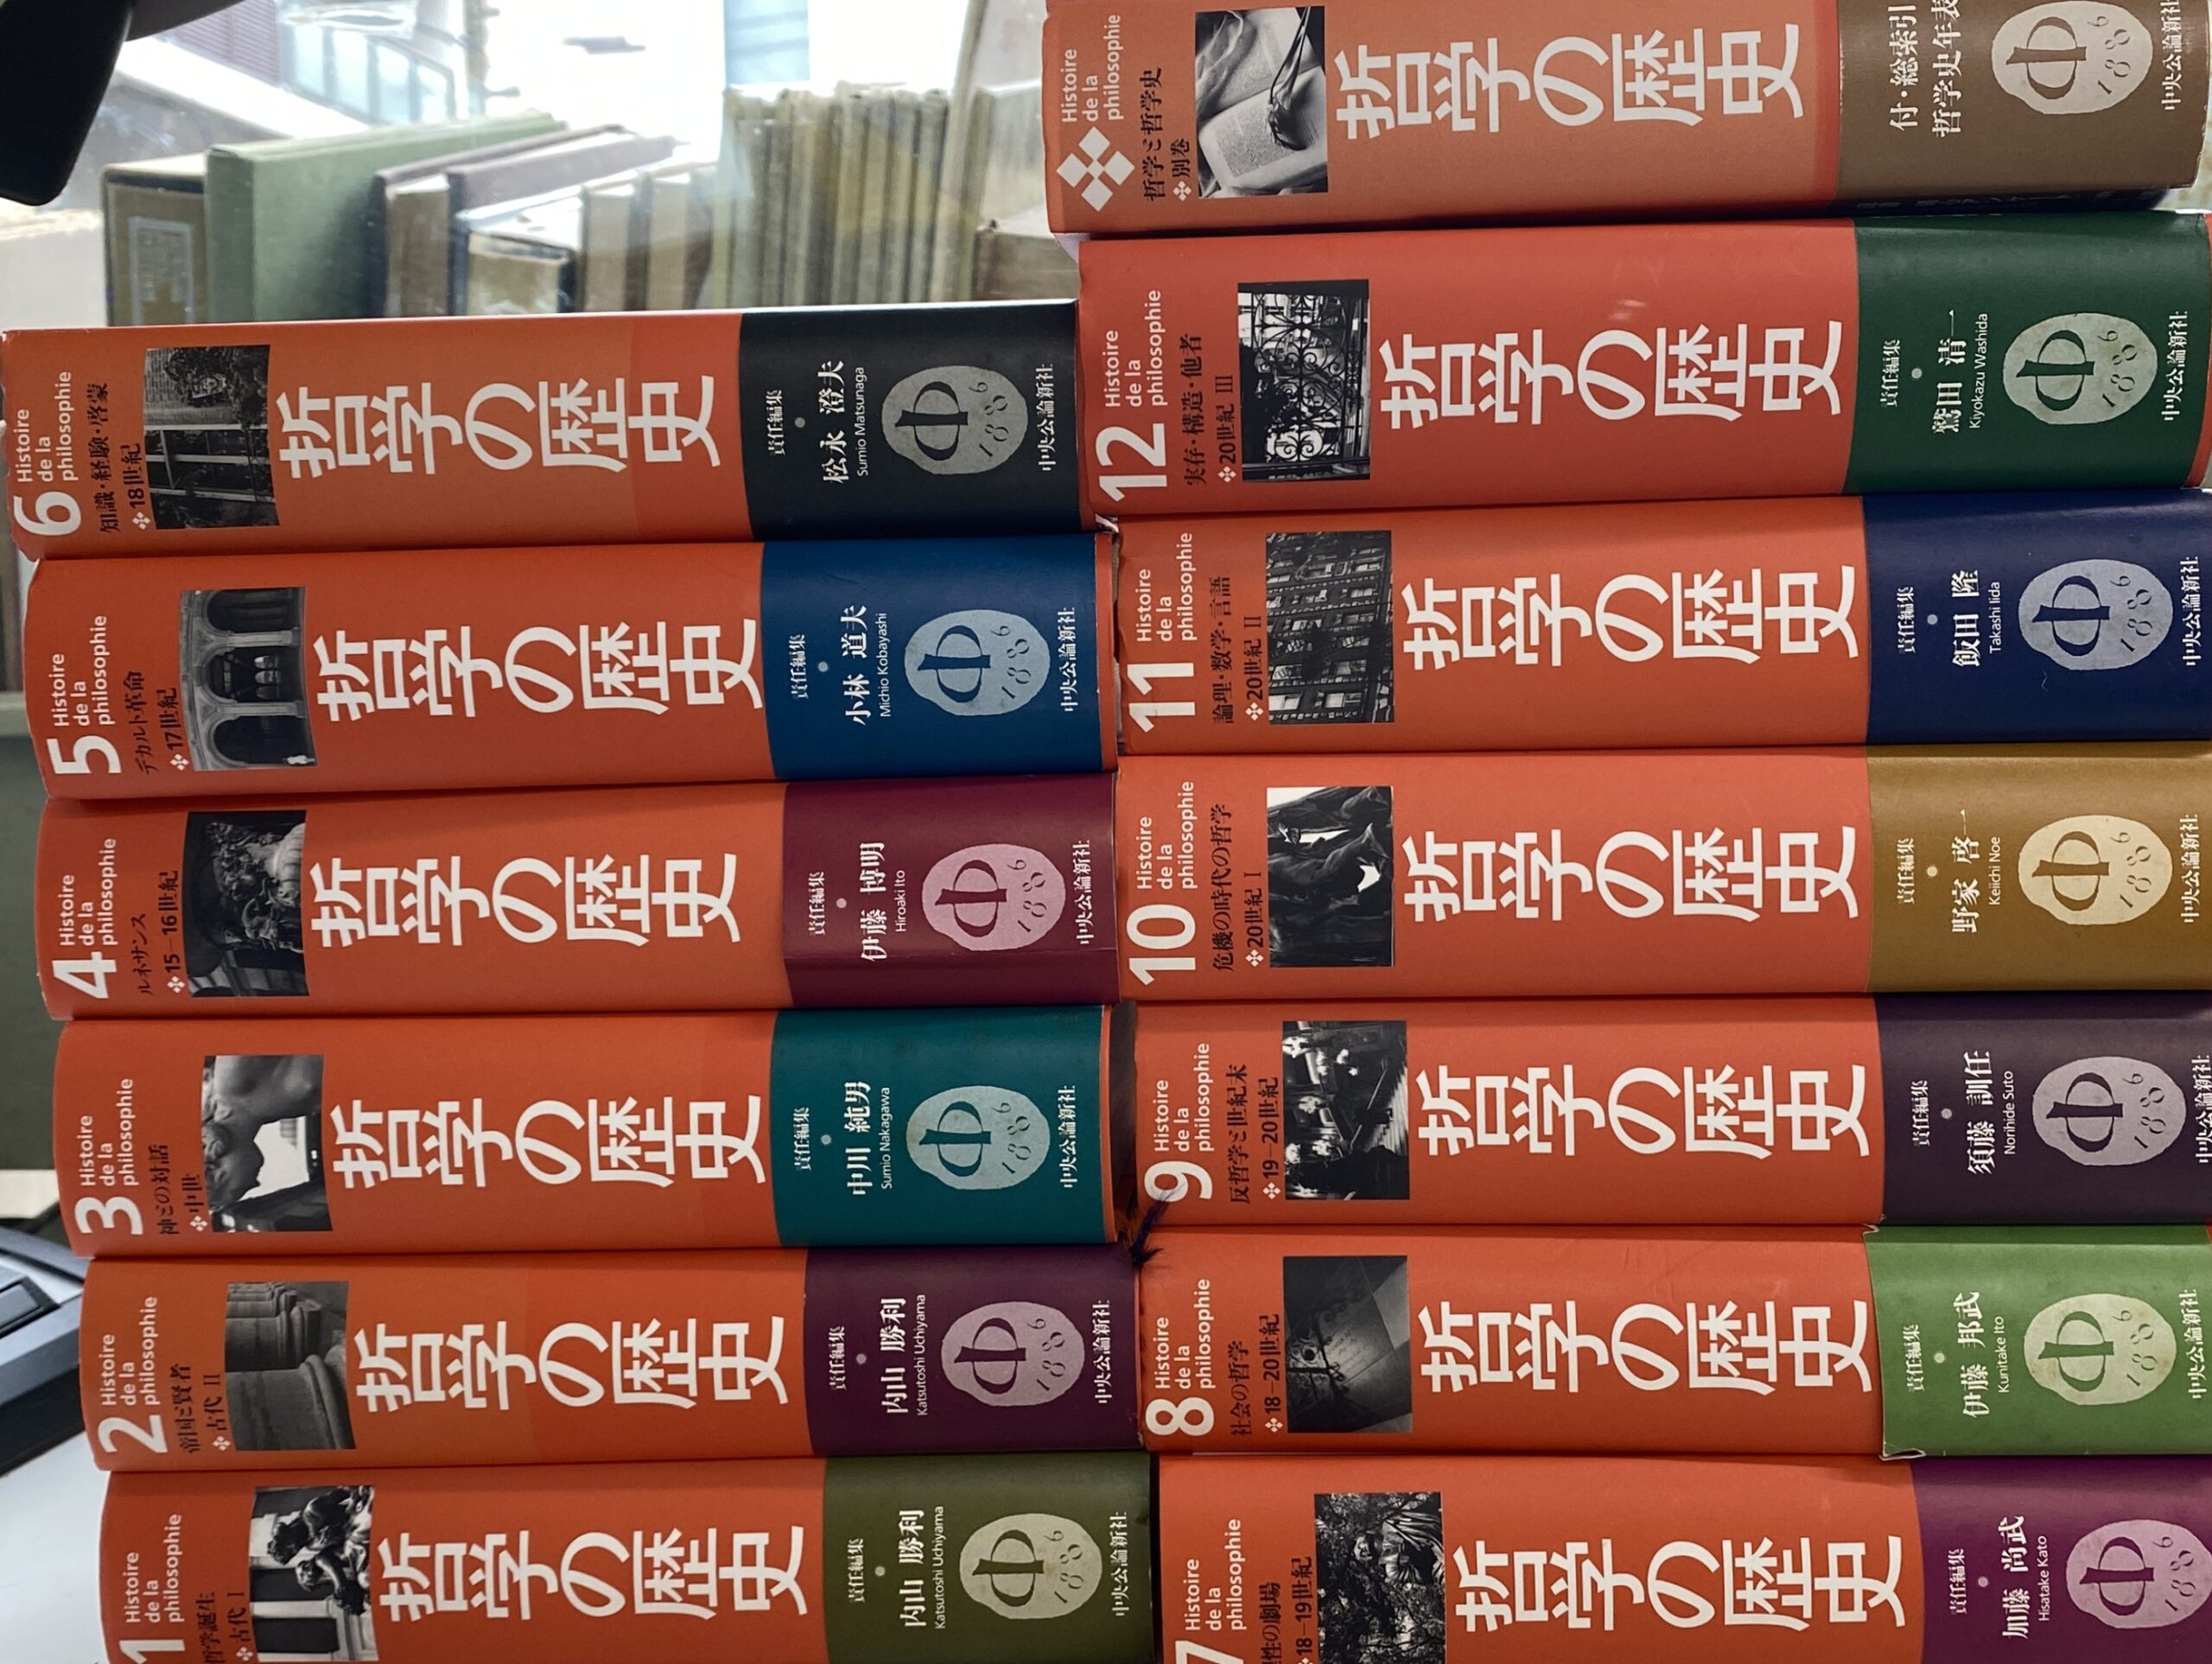 6
Histoire
de la
philosophie
知識・経験・啓蒙
18世紀
哲学の歴史
責任編集
松永 澄夫
Sumio Matsunaga
Φ
1886
中央公論新社
5
Histoire
de la
philosophie
デカルト革命
17世紀
哲学の歴史
責任編集
小林 道夫
Michio Kobayashi
Φ
1886
中央公論新社
4
Histoire
de la
philosophie
ルネサンス
15-16世紀
哲学の歴史
責任編集
伊藤 博明
Hiroaki Ito
Φ
1886
中央公論新社
3
Histoire
de la
philosophie
神との対話
中世
哲学の歴史
責任編集
中川 純男
Sumio Nakagawa
Φ
1886
中央公論新社
2
Histoire
de la
philosophie
帝国と賢者
古代 II
哲学の歴史
責任編集
内山 勝利
Katsutoshi Uchiyama
Φ
1886
中央公論新社
1
Histoire
de la
philosophie
哲学誕生
古代 I
哲学の歴史
責任編集
内山 勝利
Katsutoshi Uchiyama
Φ
1886
中央公論新社
Histoire
de la
philosophie
哲学と哲学史
別巻
哲学の歴史
付・総索引
哲学史年表
Φ
1886
中央公論新社
12
Histoire
de la
philosophie
実存・構造・他者
20世紀 III
哲学の歴史
責任編集
鷲田 清一
Kiyokazu Washida
Φ
1886
中央公論新社
11
Histoire
de la
philosophie
論理・数学・言語
20世紀 II
哲学の歴史
責任編集
飯田 隆
Takashi Iida
Φ
1886
中央公論新社
10
Histoire
de la
philosophie
危機の時代の哲学
20世紀 I
哲学の歴史
責任編集
野家 啓一
Keiichi Noe
Φ
1886
中央公論新社
9
Histoire
de la
philosophie
反哲学と世紀末
19-20世紀
哲学の歴史
責任編集
須藤 訓任
Norihide Suto
Φ
1886
中央公論新社
8
Histoire
de la
philosophie
社会の哲学
18-20世紀
哲学の歴史
責任編集
伊藤 邦武
Kunitake Ito
Φ
1886
中央公論新社
7
Histoire
de la
philosophie
性の劇場
18-19世紀
哲学の歴史
責任編集
加藤 尚武
Hisatake Kato
Φ
1886